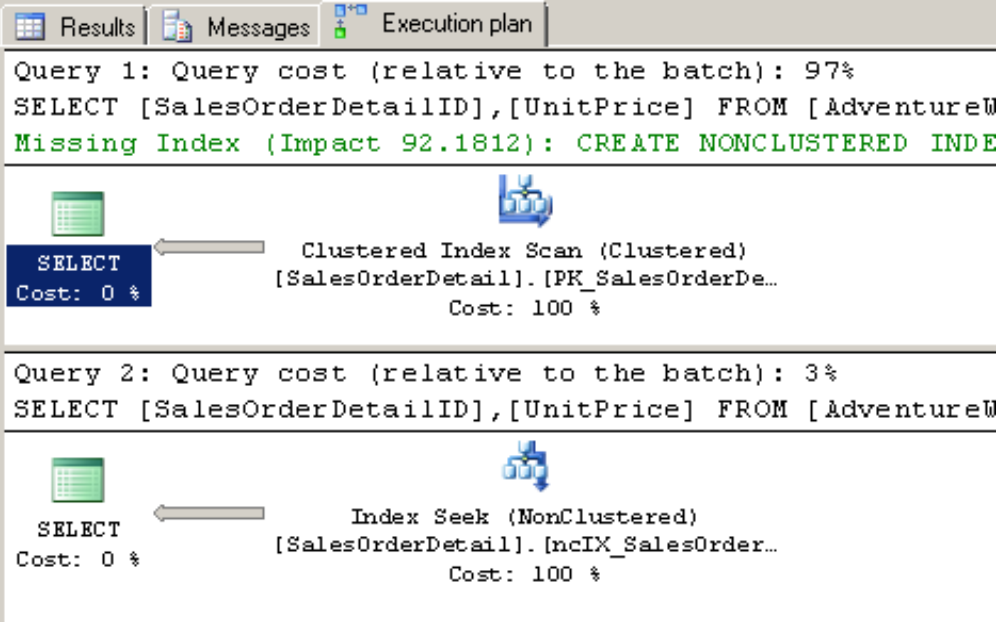 Results Messages Execution plan
Query 1: Query cost (relative to the batch): 97%
SELECT [SalesOrderDetailID],[UnitPrice] FROM [AdventureW
Missing Index (Impact 92.1812): CREATE NONCLUSTERED INDE
Clustered Index Scan (Clustered)
[SalesOrderDetail].[PK_SalesOrderDe…
Cost: 100 %
SELECT
Cost: 0 %
Query 2: Query cost (relative to the batch): 3%
SELECT [SalesOrderDetailID],[UnitPrice] FROM [AdventureW
Index Seek (NonClustered)
[SalesOrderDetail].[ncIX_SalesOrder…
Cost: 100 %
SELECT
Cost: 0 %